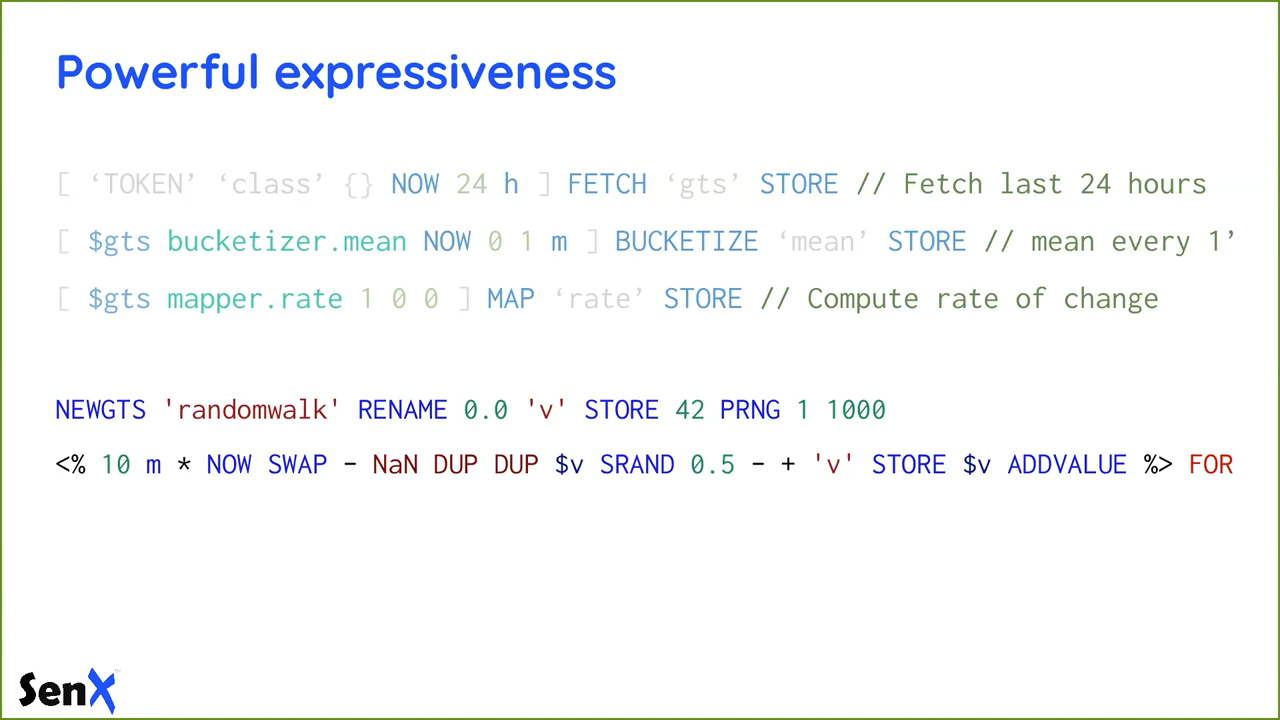 Powerful expressiveness
[ ‘TOKEN’ ‘class’ {} NOW 24 h ] FETCH ‘gts’ STORE // Fetch last 24 hours
[ $gts bucketizer.mean NOW 0 1 m ] BUCKETIZE ‘mean’ STORE // mean every 1’
[ $gts mapper.rate 1 0 0 ] MAP ‘rate’ STORE // Compute rate of change
NEWGTS 'randomwalk' RENAME 0.0 'v' STORE 42 PRNG 1 1000
<% 10 m * NOW SWAP - NaN DUP DUP $v SRAND 0.5 - + 'v' STORE $v ADDVALUE %> FOR
SenX